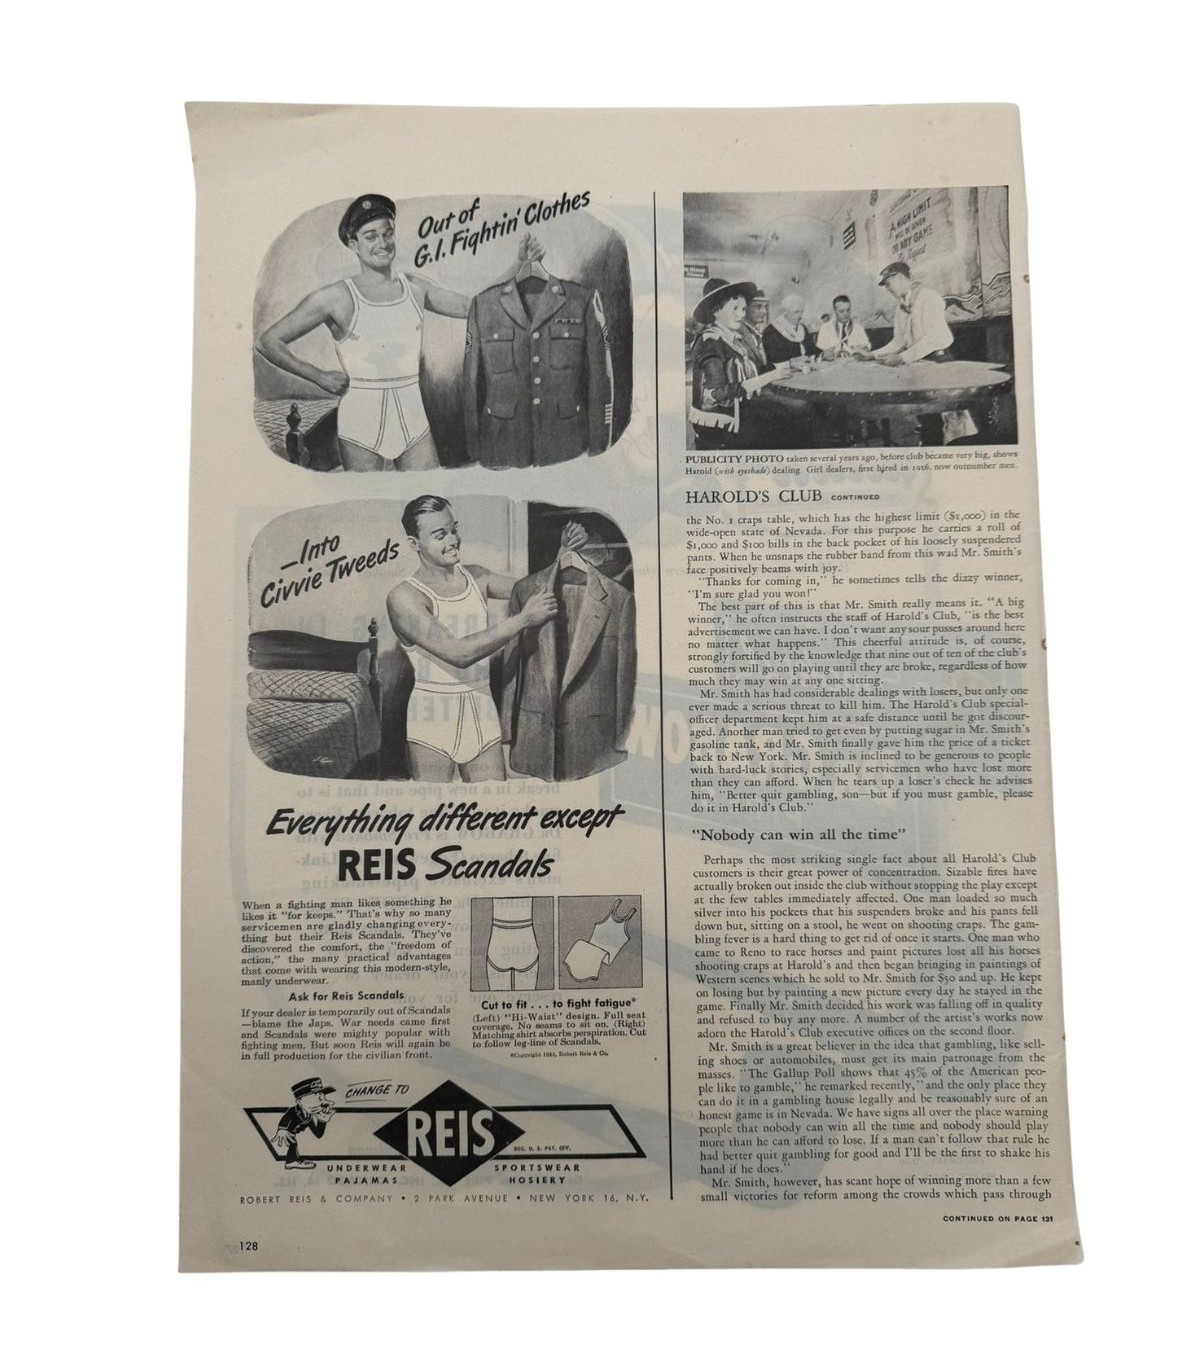 Out of
G.I. Fightin' Clothes
—Into
Civvie Tweeds
Everything different except
REIS Scandals
When a fighting man likes something he
likes it "for keeps." That's why so many
servicemen are gladly changing every-
thing but their Reis Scandals. They've
discovered the comfort, the "freedom of
action," the many practical advantages
that come with wearing this modern-style,
manly underwear.
Ask for Reis Scandals
If your dealer is temporarily out of Scandals
—blame the Japs. War needs came first
and Scandals were mighty popular with
fighting men. But soon Reis will again be
in full production for the civilian front.
Cut to fit . . . to fight fatigue*
(Left) "Hi-Waist" design. Full seat
coverage. No seams to sit on. (Right)
Matching shirt absorbs perspiration. Cut
to follow leg-line of Scandals.
*Copyright 1945, Robert Reis & Co.
CHANGE TO
REIS
REG. U. S. PAT. OFF.
UNDERWEAR SPORTSWEAR
PAJAMAS HOSIERY
ROBERT REIS & COMPANY • 2 PARK AVENUE • NEW YORK 16, N.Y.
128
A HIGH LIMIT
WILL BE GIVEN
TO ANY GAME
PUBLICITY PHOTO taken several years ago, before club became very big, shows
Harold (with eyeshade) dealing. Girl dealers, first hired in 1936, now outnumber men.
HAROLD'S CLUB CONTINUED
the No. 1 craps table, which has the highest limit ($1,000) in the
wide-open state of Nevada. For this purpose he carries a roll of
$1,000 and $100 bills in the back pocket of his loosely suspendered
pants. When he unsnaps the rubber band from this wad Mr. Smith's
face positively beams with joy.
"Thanks for coming in," he sometimes tells the dizzy winner,
"I'm sure glad you won!"
The best part of this is that Mr. Smith really means it. "A big
winner," he often instructs the staff of Harold's Club, "is the best
advertisement we can have. I don't want any sour pusses around here
no matter what happens." This cheerful attitude is, of course,
strongly fortified by the knowledge that nine out of ten of the club's
customers will go on playing until they are broke, regardless of how
much they may win at any one sitting.
Mr. Smith has had considerable dealings with losers, but only one
ever made a serious threat to kill him. The Harold's Club special-
officer department kept him at a safe distance until he got discour-
aged. Another man tried to get even by putting sugar in Mr. Smith's
gasoline tank, and Mr. Smith finally gave him the price of a ticket
back to New York. Mr. Smith is inclined to be generous to people
with hard-luck stories, especially servicemen who have lost more
than they can afford. When he tears up a loser's check he advises
him, "Better quit gambling, son—but if you must gamble, please
do it in Harold's Club."
"Nobody can win all the time"
Perhaps the most striking single fact about all Harold's Club
customers is their great power of concentration. Sizable fires have
actually broken out inside the club without stopping the play except
at the few tables immediately affected. One man loaded so much
silver into his pockets that his suspenders broke and his pants fell
down but, sitting on a stool, he went on shooting craps. The gam-
bling fever is a hard thing to get rid of once it starts. One man who
came to Reno to race horses and paint pictures lost all his horses
shooting craps at Harold's and then began bringing in paintings of
Western scenes which he sold to Mr. Smith for $50 and up. He kept
on losing but by painting a new picture every day he stayed in the
game. Finally Mr. Smith decided his work was falling off in quality
and refused to buy any more. A number of the artist's works now
adorn the Harold's Club executive offices on the second floor.
Mr. Smith is a great believer in the idea that gambling, like sell-
ing shoes or automobiles, must get its main patronage from the
masses. "The Gallup Poll shows that 45% of the American peo-
ple like to gamble," he remarked recently, "and the only place they
can do it in a gambling house legally and be reasonably sure of an
honest game is in Nevada. We have signs all over the place warning
people that nobody can win all the time and nobody should play
more than he can afford to lose. If a man can't follow that rule he
had better quit gambling for good and I'll be the first to shake his
hand if he does."
Mr. Smith, however, has scant hope of winning more than a few
small victories for reform among the crowds which pass through
CONTINUED ON PAGE 131